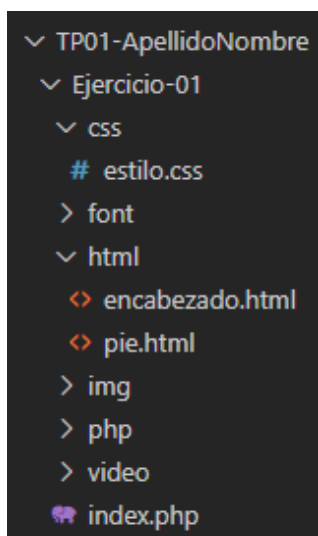 TP01-ApellidoNombre
Ejercicio-01
css
# estilo.css
font
html
<> encabezado.html
<> pie.html
img
php
video
index.php